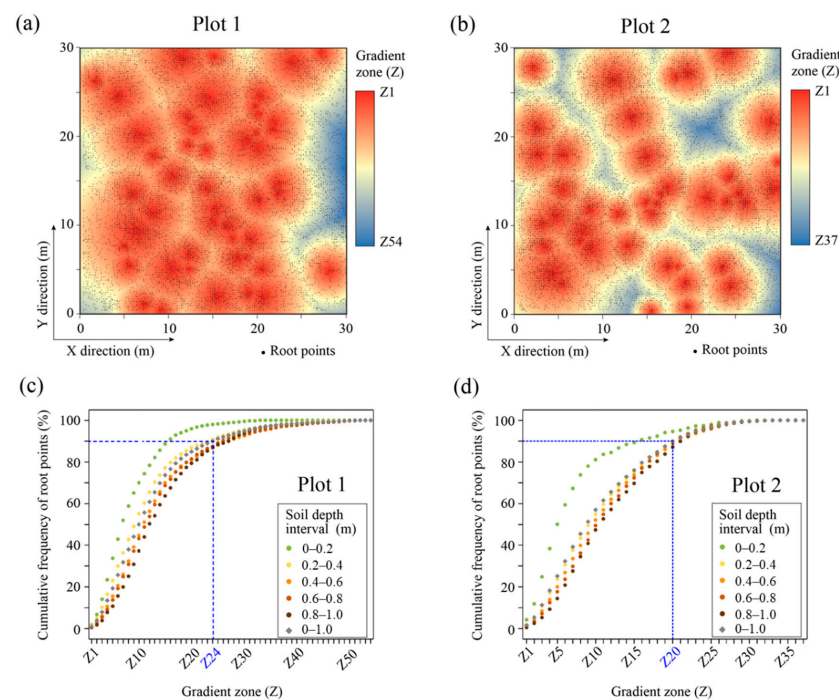 (a)
Plot 1
Gradient
zone (Z)
Z1
Z54
30
20
10
0
Y direction (m)
0 10 20 30
X direction (m)
• Root points
(b)
Plot 2
Gradient
zone (Z)
Z1
Z37
30
20
10
0
Y direction (m)
0 10 20 30
X direction (m)
• Root points
(c)
Cumulative frequency of root points (%)
100
80
60
40
20
0
Plot 1
Soil depth
interval (m)
0–0.2
0.2–0.4
0.4–0.6
0.6–0.8
0.8–1.0
0–1.0
Z1 Z10 Z20 Z24 Z30 Z40 Z50
Gradient zone (Z)
(d)
Cumulative frequency of root points (%)
100
80
60
40
20
0
Plot 2
Soil depth
interval (m)
0–0.2
0.2–0.4
0.4–0.6
0.6–0.8
0.8–1.0
0–1.0
Z1 Z5 Z10 Z15 Z20 Z25 Z30 Z35
Gradient zone (Z)